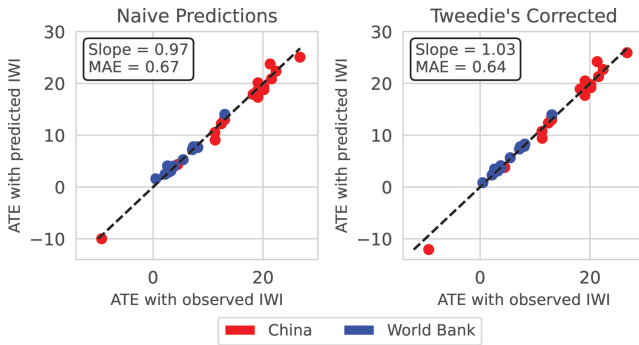 Naive Predictions
Slope = 0.97
MAE = 0.67
30
20
10
0
−10
ATE with predicted IWI
0
20
ATE with observed IWI
Tweedie's Corrected
Slope = 1.03
MAE = 0.64
30
20
10
0
−10
ATE with predicted IWI
0
20
ATE with observed IWI
China
World Bank